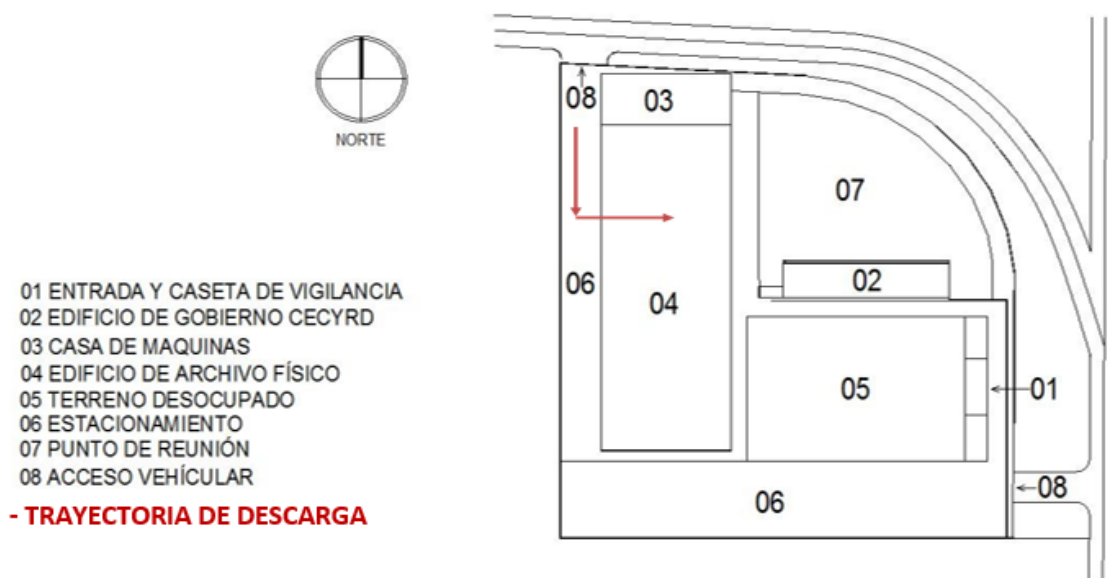 NORTE
01 ENTRADA Y CASETA DE VIGILANCIA
02 EDIFICIO DE GOBIERNO CECYRD
03 CASA DE MAQUINAS
04 EDIFICIO DE ARCHIVO FÍSICO
05 TERRENO DESOCUPADO
06 ESTACIONAMIENTO
07 PUNTO DE REUNIÓN
08 ACCESO VEHÍCULAR
- TRAYECTORIA DE DESCARGA
08
03
07
06
02
04
05
01
08
06